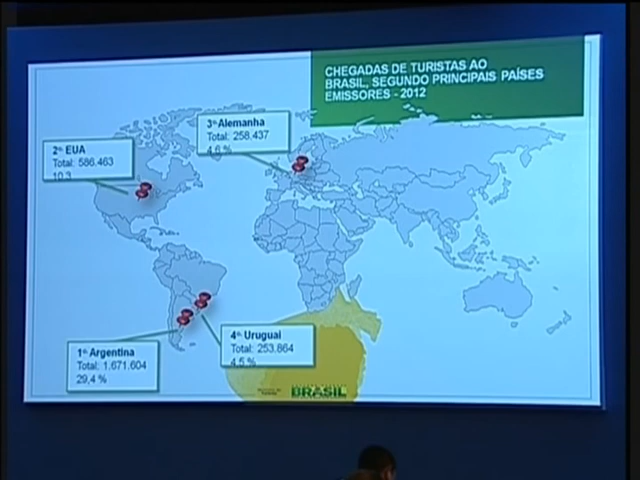 CHEGADAS DE TURISTAS AO
BRASIL, SEGUNDO PRINCIPAIS PAÍSES
EMISSORES - 2012
3º Alemanha
Total: 258.437
4,6 %
2º EUA
Total: 586.463
10,3
4º Uruguai
Total: 253.864
4,5 %
1º Argentina
Total: 1.671.604
29,4 %
BRASIL